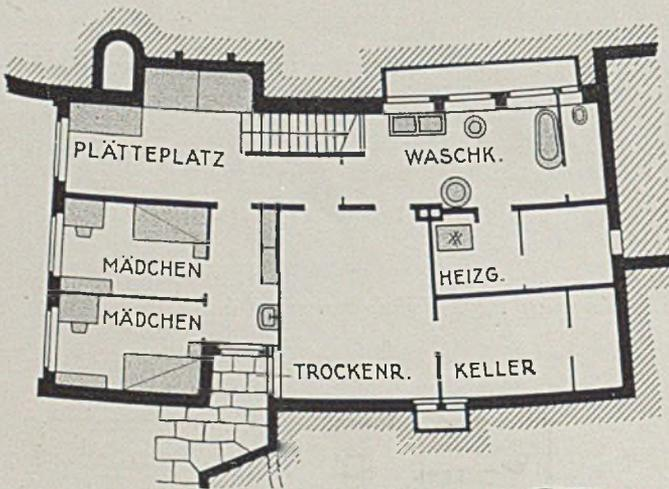 PLÄTTEPLATZ
WASCHK.
MÄDCHEN
HEIZG.
MÄDCHEN
TROCKENR.
KELLER